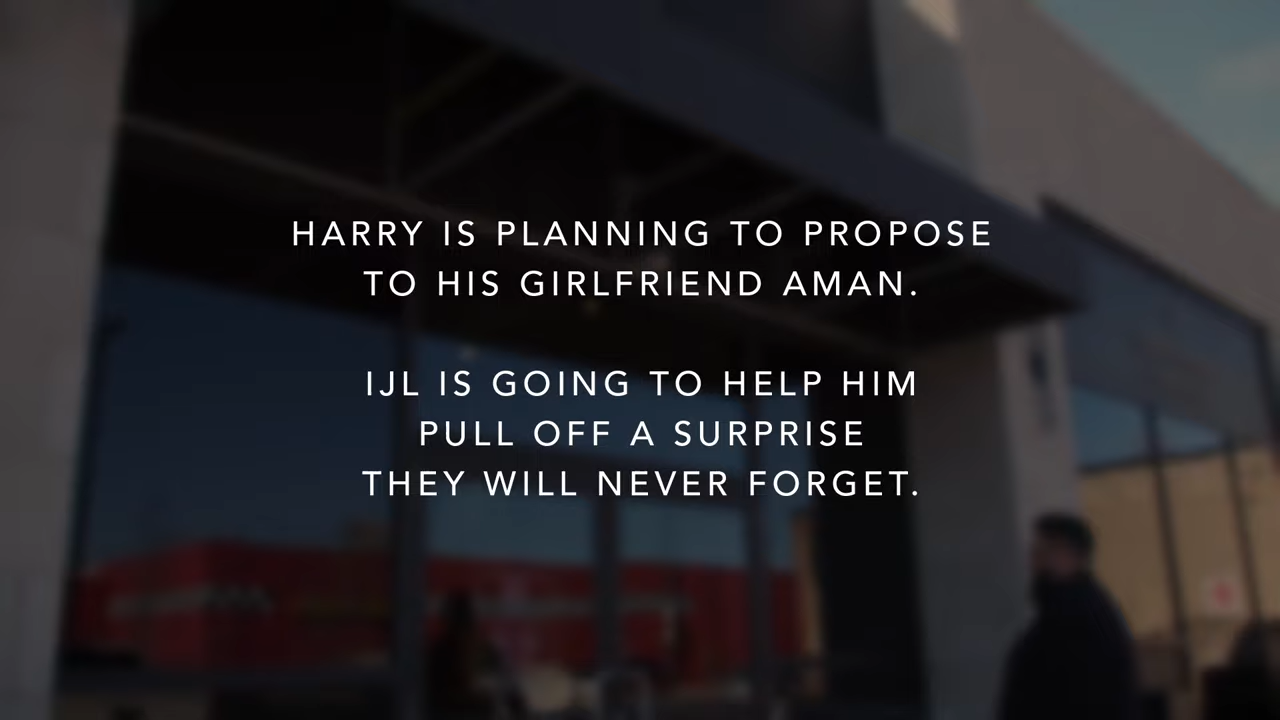 HARRY IS PLANNING TO PROPOSE
TO HIS GIRLFRIEND AMAN.
IJL IS GOING TO HELP HIM
PULL OFF A SURPRISE
THEY WILL NEVER FORGET.